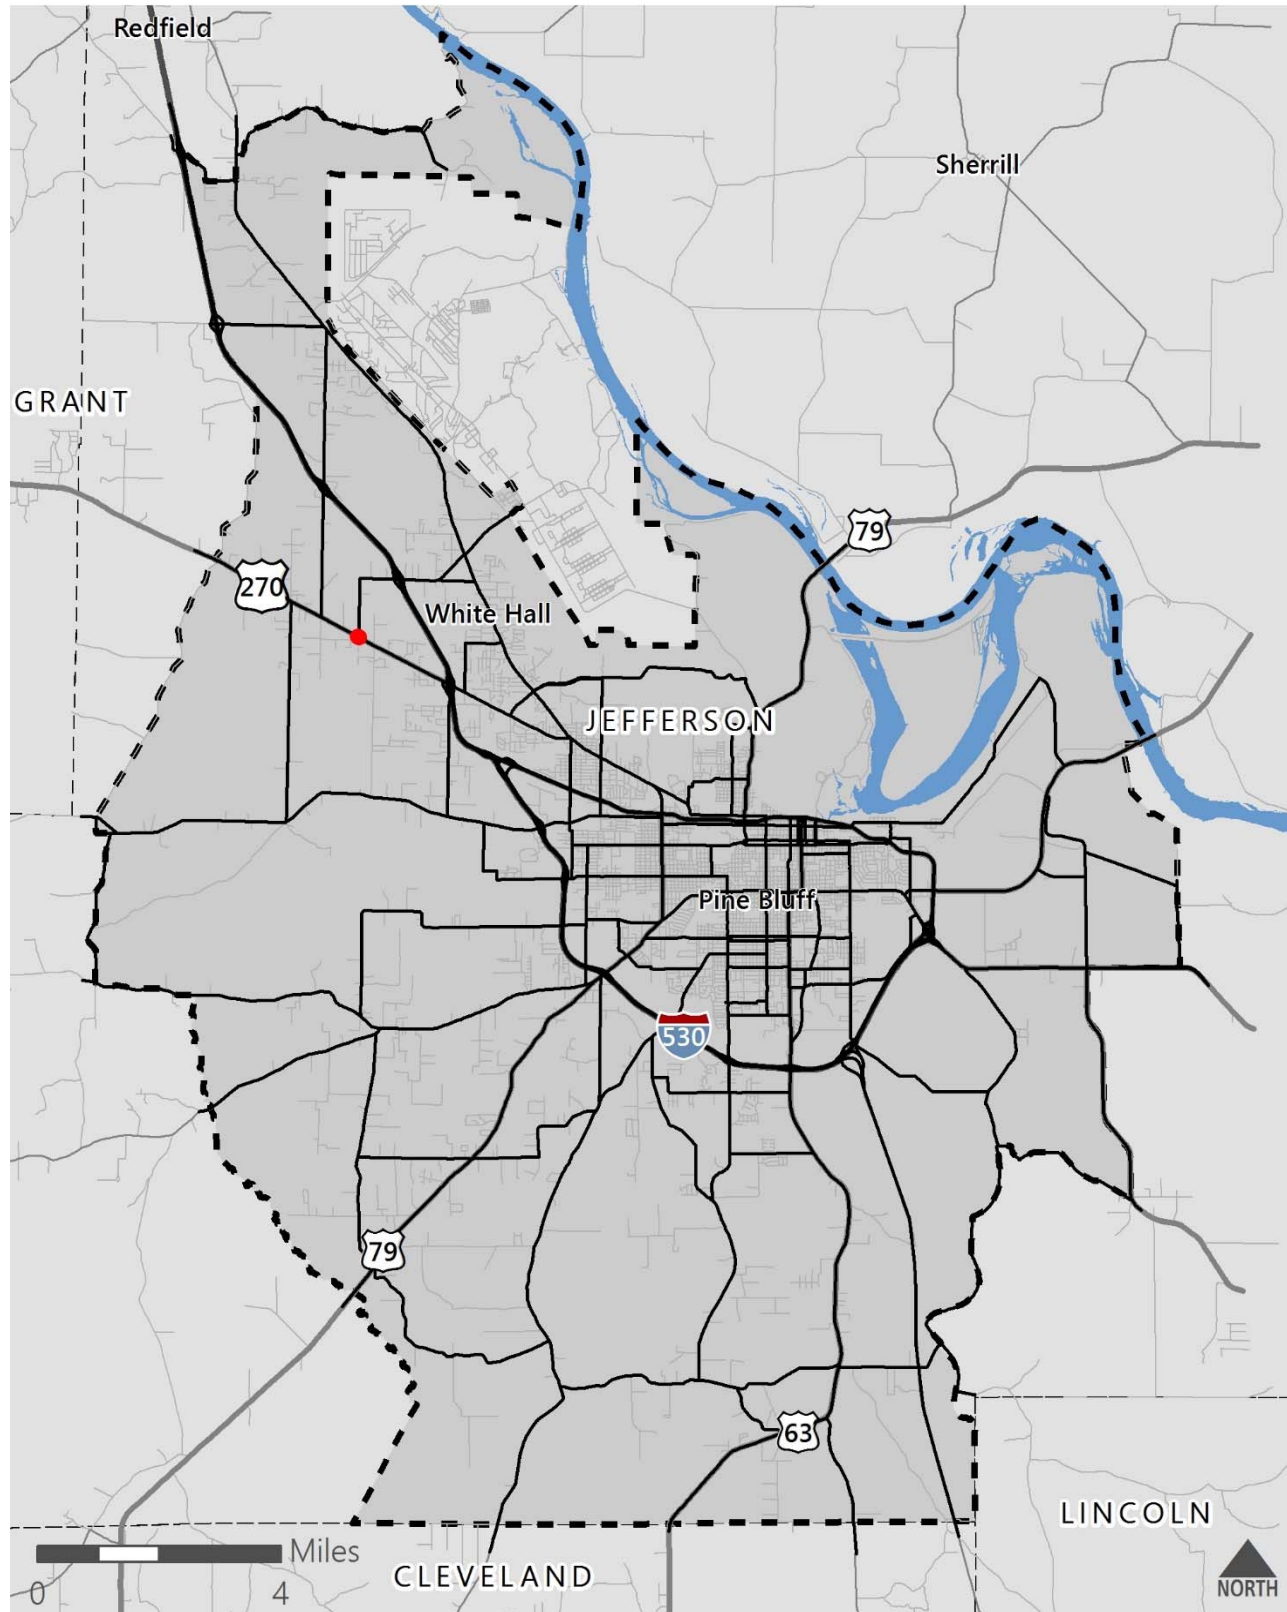 Redfield
Sherrill
GRANT
79
270
White Hall
JEFFERSON
Pine Bluff
530
79
63
LINCOLN
Miles
0 4
CLEVELAND
NORTH